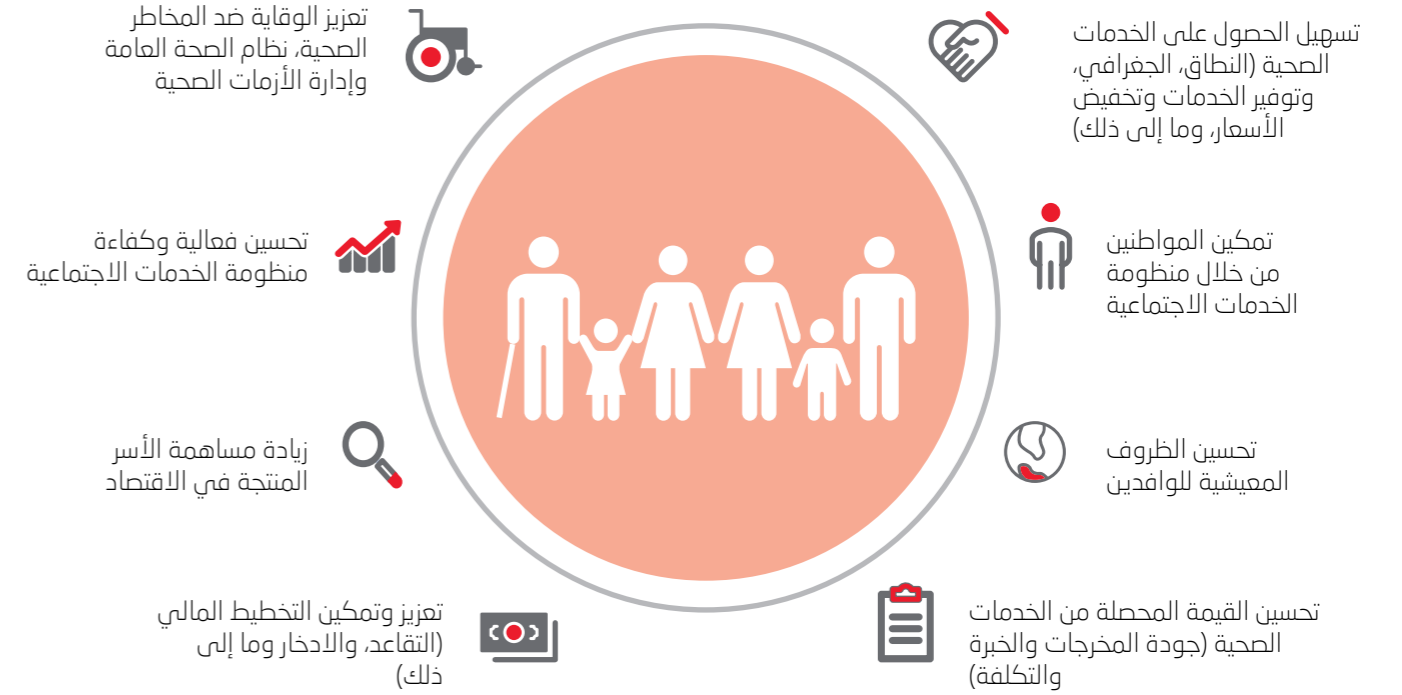 تسهيل الحصول على الخدمات
الصحية (النطاق، الجغرافي،
وتوفير الخدمات وتخفيض
الأسعار، وما إلى ذلك)
تمكين المواطنين
من خلال منظومة
الخدمات الاجتماعية
تحسين الظروف
المعيشية للوافدين
تحسين القيمة المحصلة من الخدمات
الصحية (جودة المخرجات والخبرة
والتكلفة)
تعزيز الوقاية ضد المخاطر
الصحية، نظام الصحة العامة
وإدارة الأزمات الصحية
تحسين فعالية وكفاءة
منظومة الخدمات الاجتماعية
زيادة مساهمة الأسر
المنتجة في الاقتصاد
تعزيز وتمكين التخطيط المالي
(التقاعد، والادخار وما إلى
ذلك)